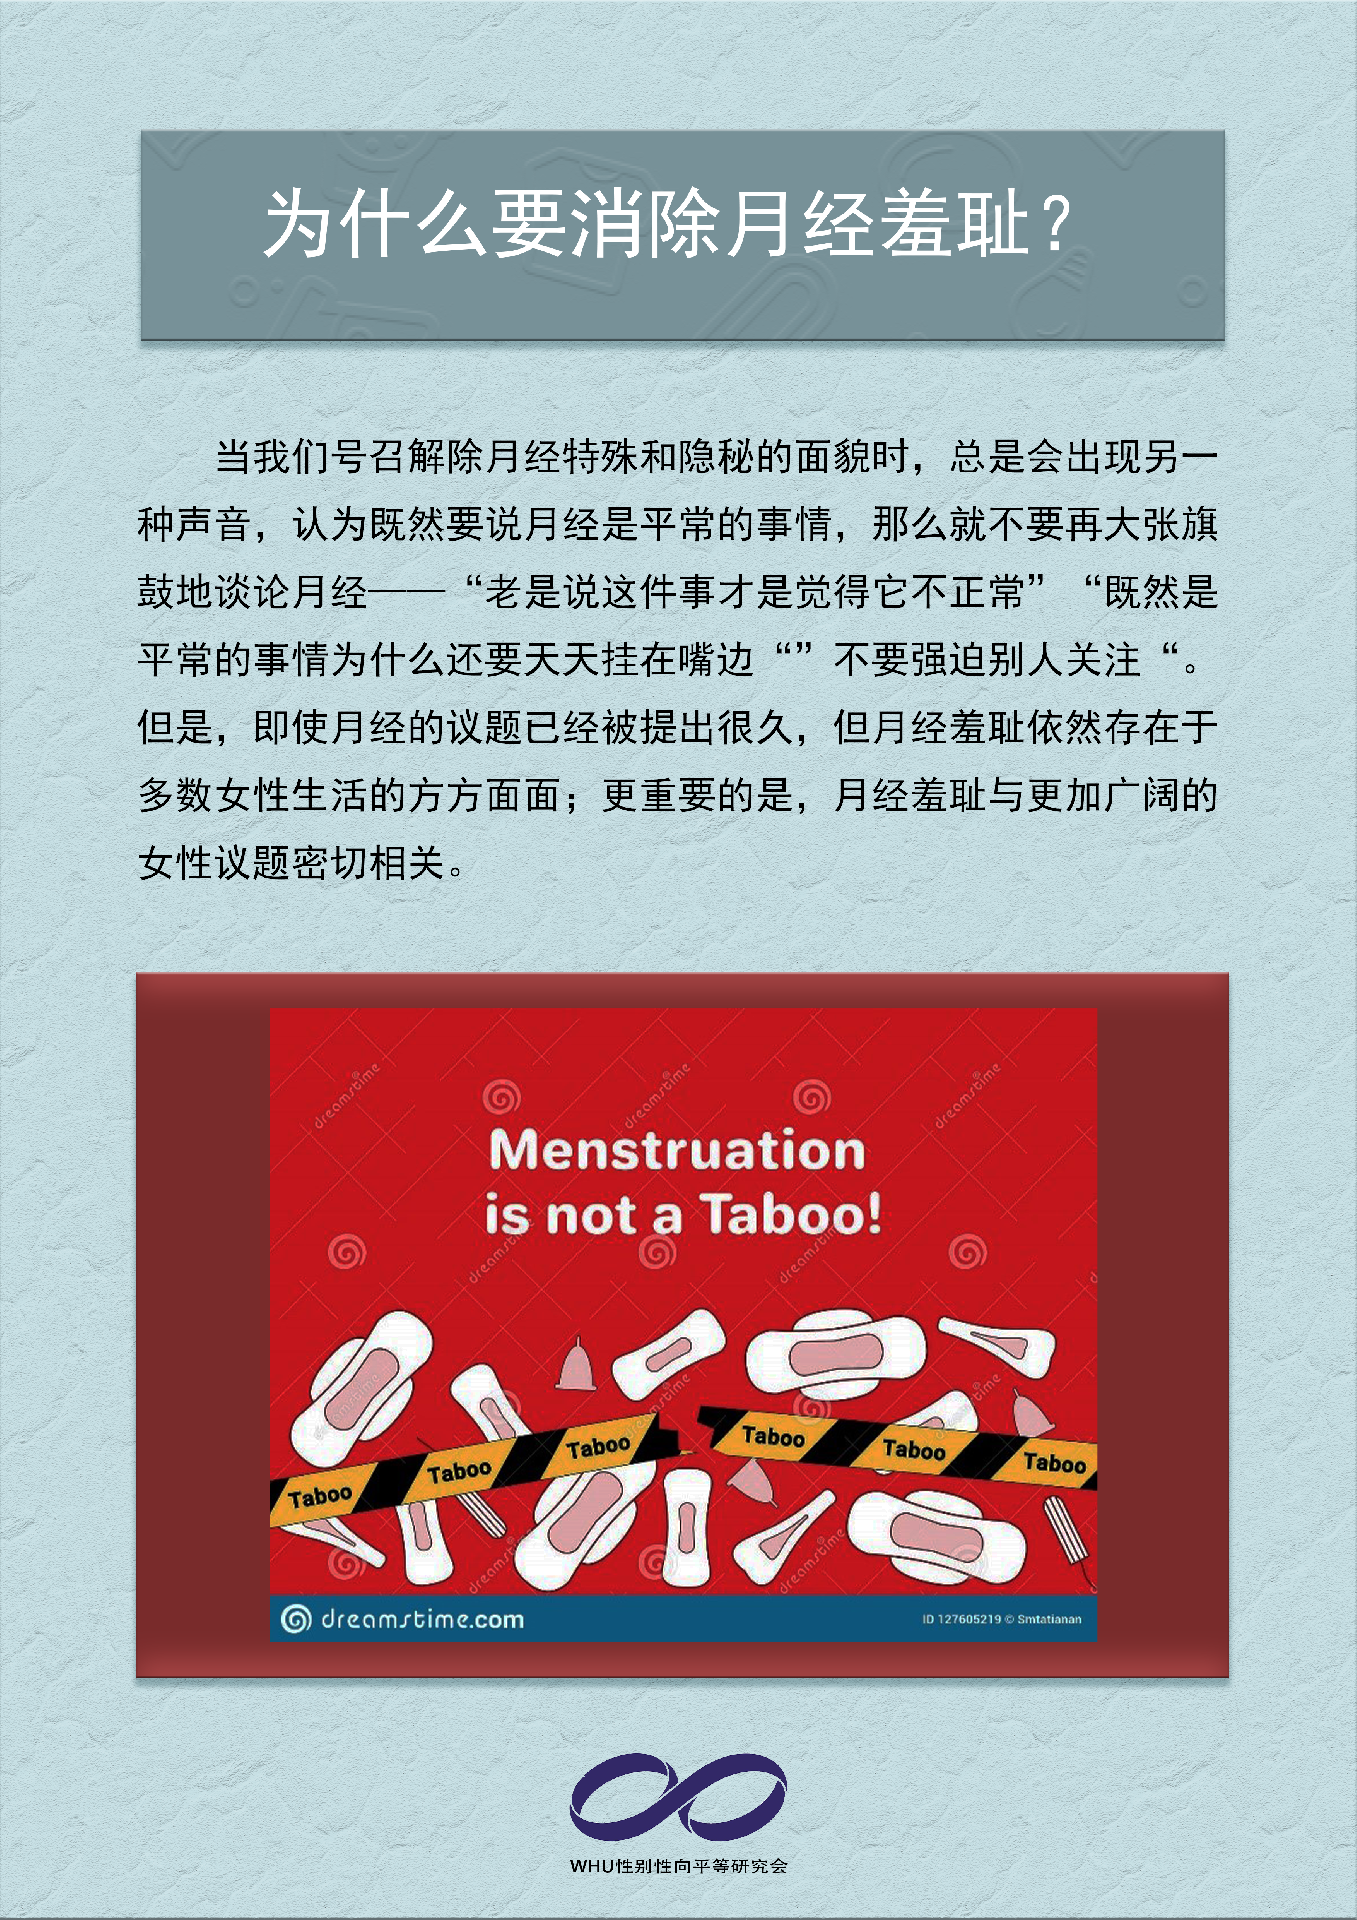 为什么要消除月经羞耻？
当我们号召解除月经特殊和隐秘的面貌时，总是会出现另一
种声音，认为既然要说月经是平常的事情，那么就不要再大张旗
鼓地谈论月经——“老是说这件事才是觉得它不正常”“既然是
平常的事情为什么还要天天挂在嘴边“”不要强迫别人关注“。
但是，即使月经的议题已经被提出很久，但月经羞耻依然存在于
多数女性生活的方方面面；更重要的是，月经羞耻与更加广阔的
女性议题密切相关。
dreamstime
dreamstime
dreamstime
Menstruation
is not a Taboo!
dreamstime
dreamstime
dreamstime
dreamstime
Taboo
Taboo
Taboo
Taboo
Taboo
Taboo
dreamstime
dreamstime
dreamstime.com
ID 127605219 © Smtatianan
WHU性别性向平等研究会